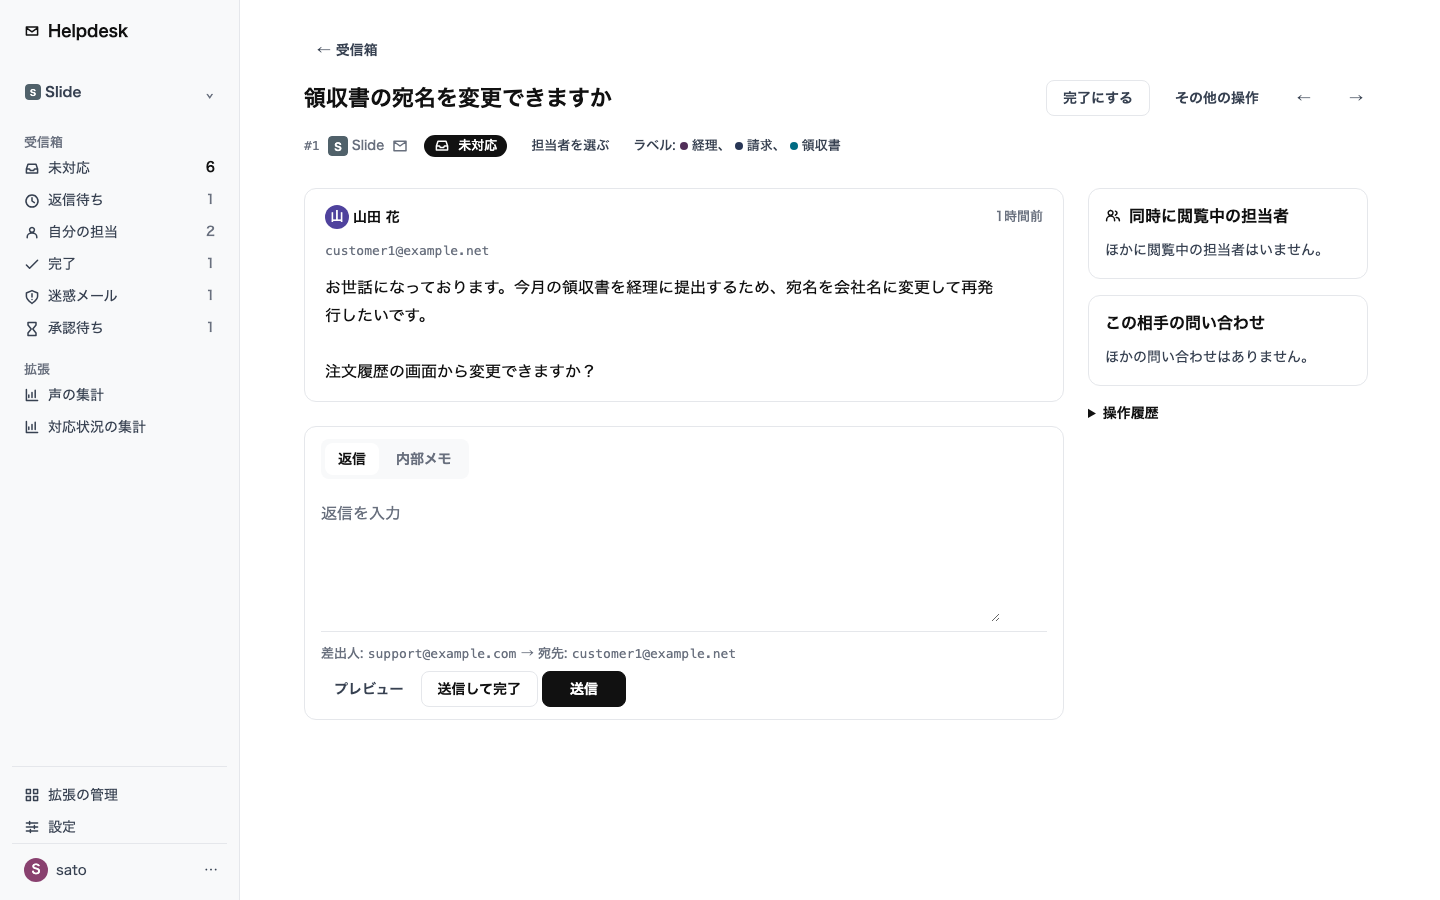 Helpdesk
S Slide
受信箱
未対応 6
返信待ち 1
自分の担当 2
完了 1
迷惑メール 1
承認待ち 1
拡張
声の集計
対応状況の集計
拡張の管理
設定
S sato ...
← 受信箱
領収書の宛名を変更できますか
完了にする その他の操作 ← →
#1 S Slide 未対応 担当者を選ぶ ラベル: 経理、 請求、 領収書
山 山田 花 1時間前
customer1@example.net
お世話になっております。今月の領収書を経理に提出するため、宛名を会社名に変更して再発
行したいです。
注文履歴の画面から変更できますか？
返信 内部メモ
返信を入力
差出人: support@example.com → 宛先: customer1@example.net
プレビュー 送信して完了 送信
同時に閲覧中の担当者
ほかに閲覧中の担当者はいません。
この相手の問い合わせ
ほかの問い合わせはありません。
▶ 操作履歴